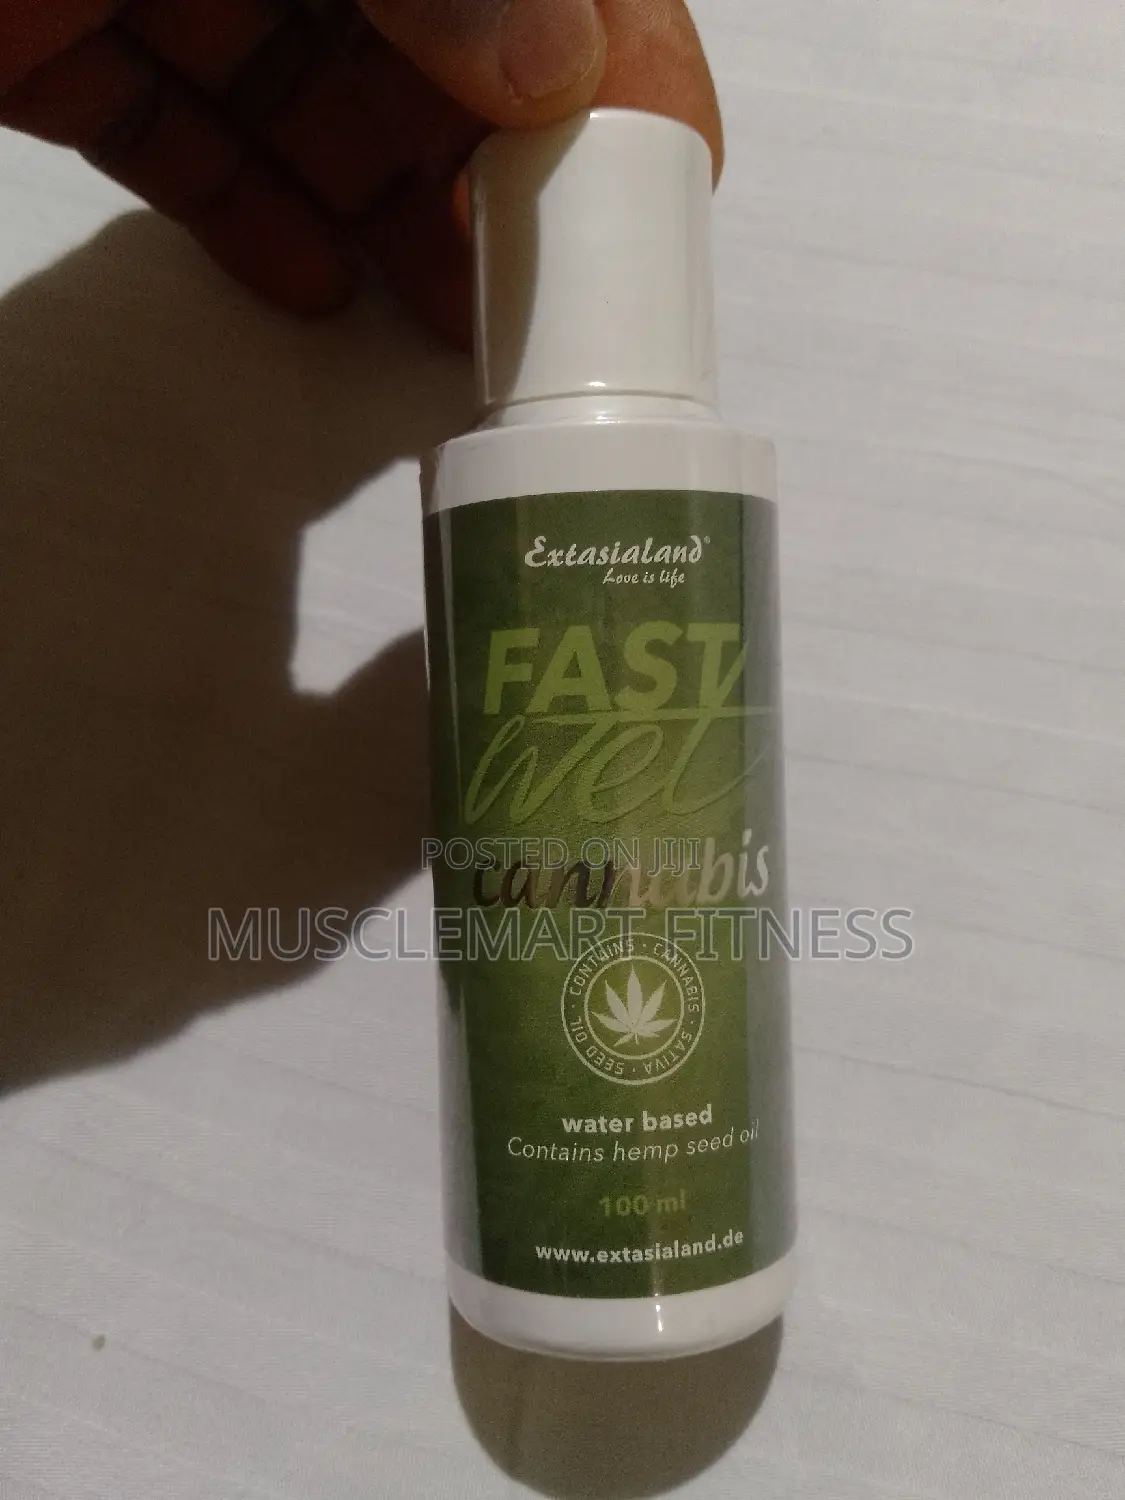 Extasialand®
Love is life
FAST
wet
POSTED ON JIJI
cannabis
MUSCLEMART FITNESS
CONTAINS · CANNABIS · SATIVA · SEED OIL ·
water based
Contains hemp seed oil
100 ml
www.extasialand.de